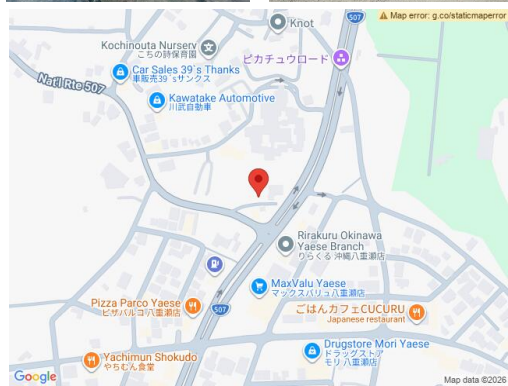 Knot
507
Map error: g.co/staticmaperror
Kochinouta Nursery
こちの詩保育園
ピカチュウロード
Car Sales 39`s Thanks
車販売39`sサンクス
Nat'l Rte 507
Kawatake Automotive
川武自動車
Rirakuru Okinawa
Yaese Branch
りらくる 沖縄八重瀬店
MaxValu Yaese
マックスバリュ八重瀬店
Pizza Parco Yaese
ピザパルコ 八重瀬店
507
ごはんカフェCUCURU
Japanese restaurant
Yachimun Shokudo
やちむん食堂
Drugstore Mori Yaese
ドラッグストア
モリ 八重瀬店
Google
Map data ©2026